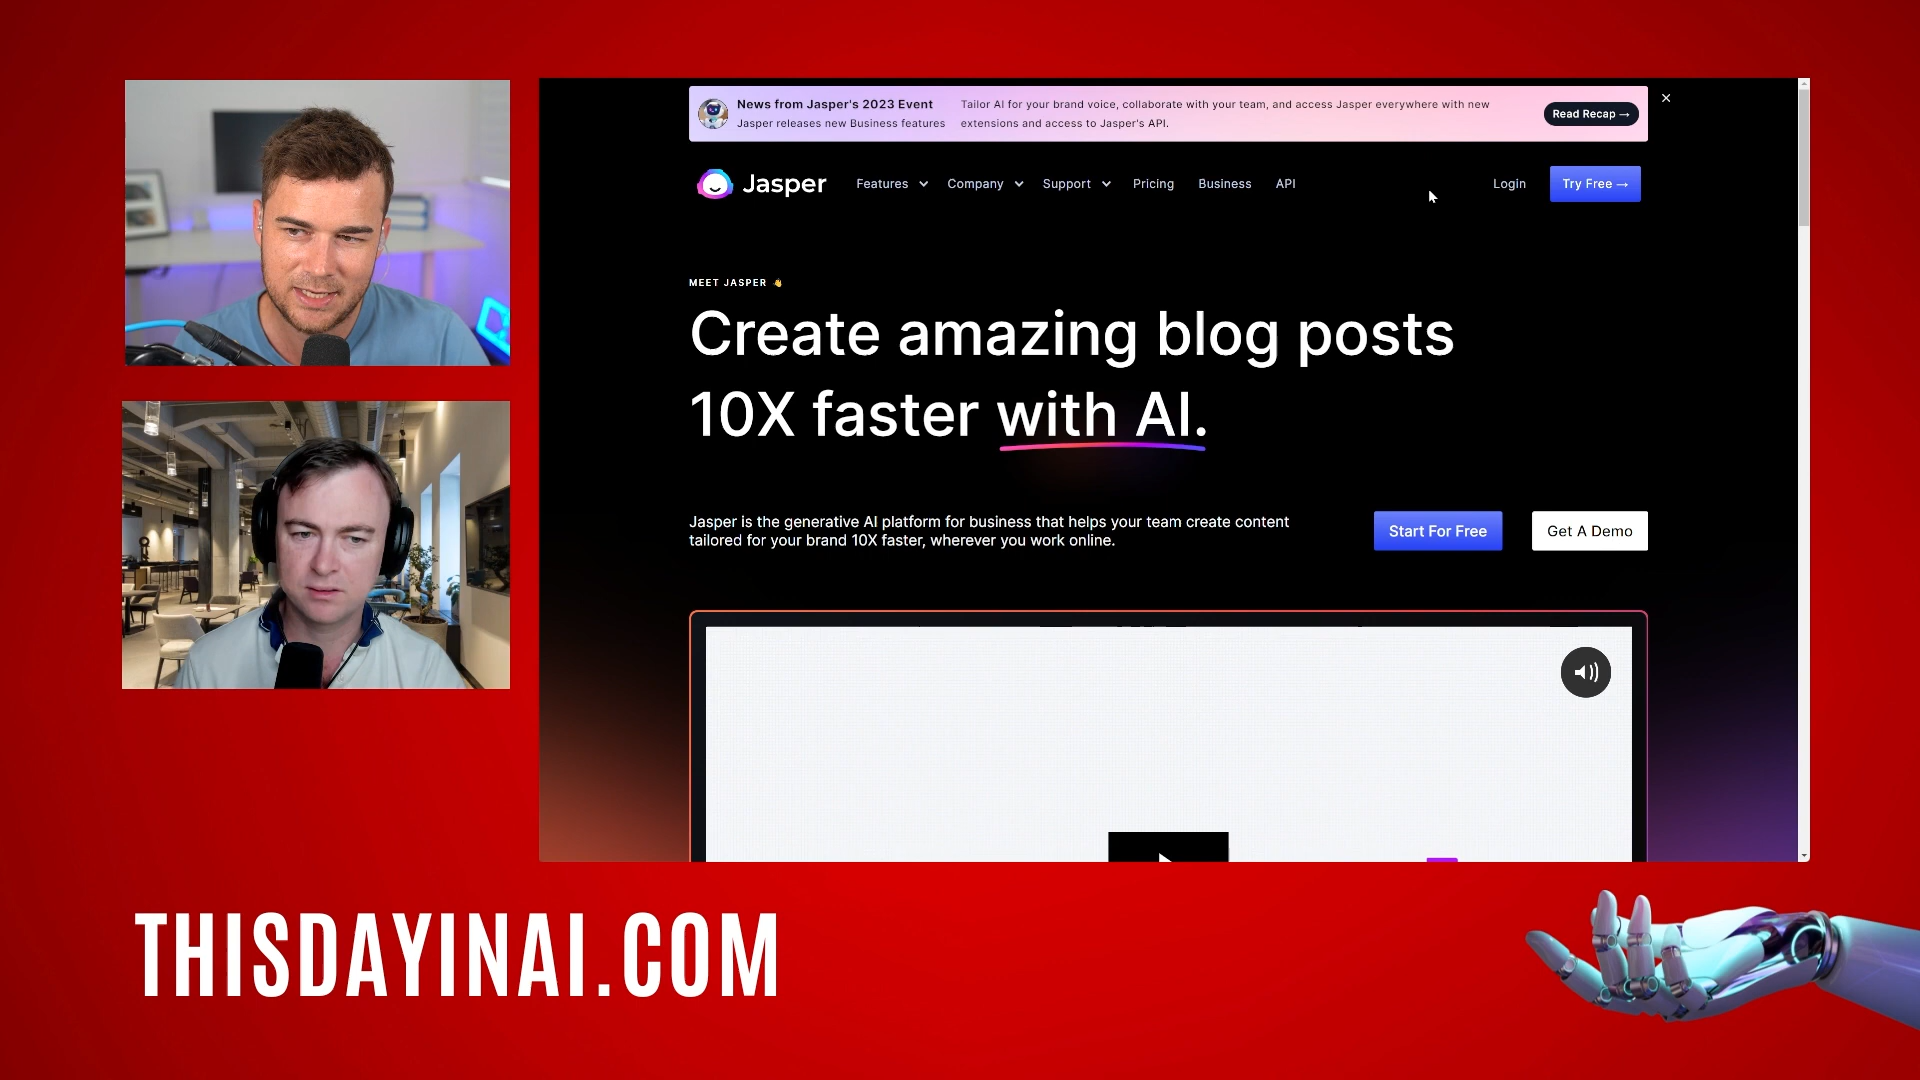 News from Jasper's 2023 Event
Jasper releases new Business features
Tailor AI for your brand voice, collaborate with your team, and access Jasper everywhere with new
extensions and access to Jasper's API.
Read Recap →
Jasper
Features
Company
Support
Pricing
Business
API
Login
Try Free →
MEET JASPER 👋
Create amazing blog posts
10X faster with AI.
Jasper is the generative AI platform for business that helps your team create content
tailored for your brand 10X faster, wherever you work online.
Start For Free
Get A Demo
THISDAYINAI.COM